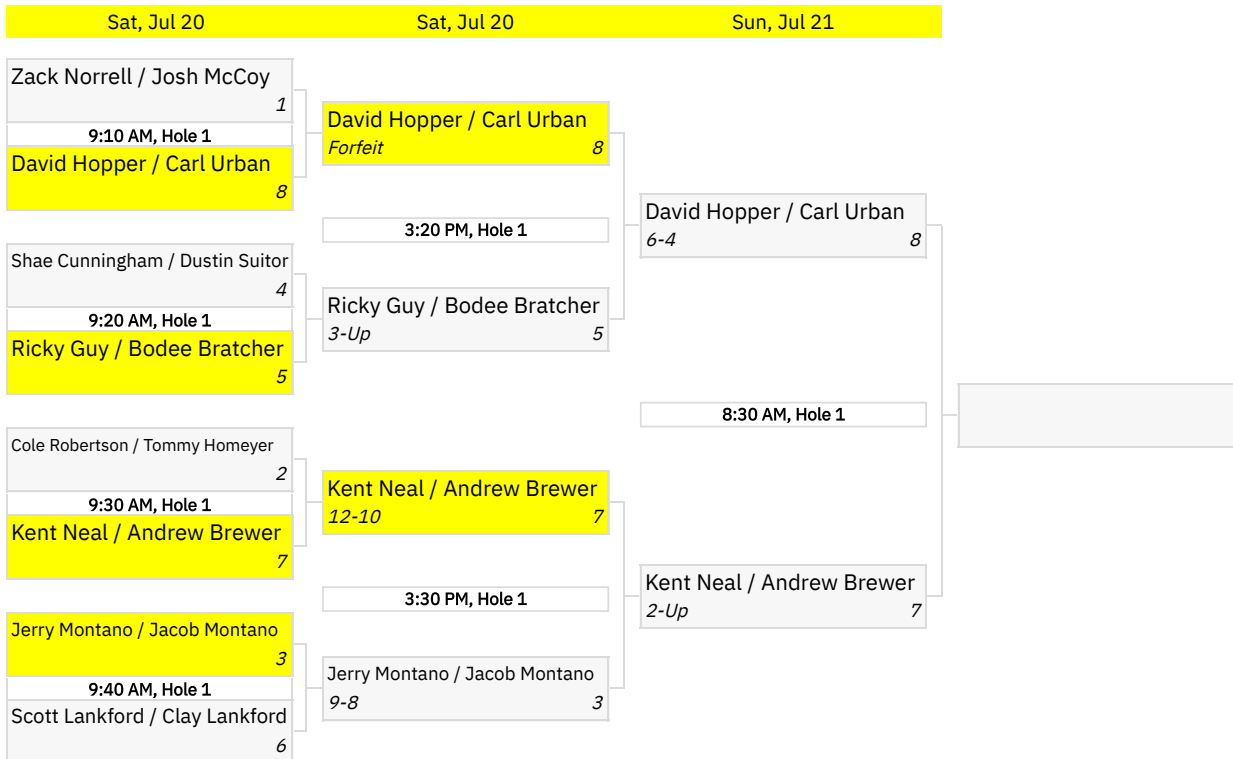 Sat, Jul 20
Sat, Jul 20
Sun, Jul 21
Zack Norrell / Josh McCoy
1
9:10 AM, Hole 1
David Hopper / Carl Urban
8
Shae Cunningham / Dustin Suitor
4
9:20 AM, Hole 1
Ricky Guy / Bodee Bratcher
5
Cole Robertson / Tommy Homeyer
2
9:30 AM, Hole 1
Kent Neal / Andrew Brewer
7
Jerry Montano / Jacob Montano
3
9:40 AM, Hole 1
Scott Lankford / Clay Lankford
6
David Hopper / Carl Urban
Forfeit 8
3:20 PM, Hole 1
Ricky Guy / Bodee Bratcher
3-Up 5
Kent Neal / Andrew Brewer
12-10 7
3:30 PM, Hole 1
Jerry Montano / Jacob Montano
9-8 3
David Hopper / Carl Urban
6-4 8
8:30 AM, Hole 1
Kent Neal / Andrew Brewer
2-Up 7